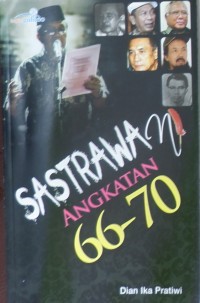 SASTRAWAN
ANGKATAN
66-70
Dian Ika Pratiwi